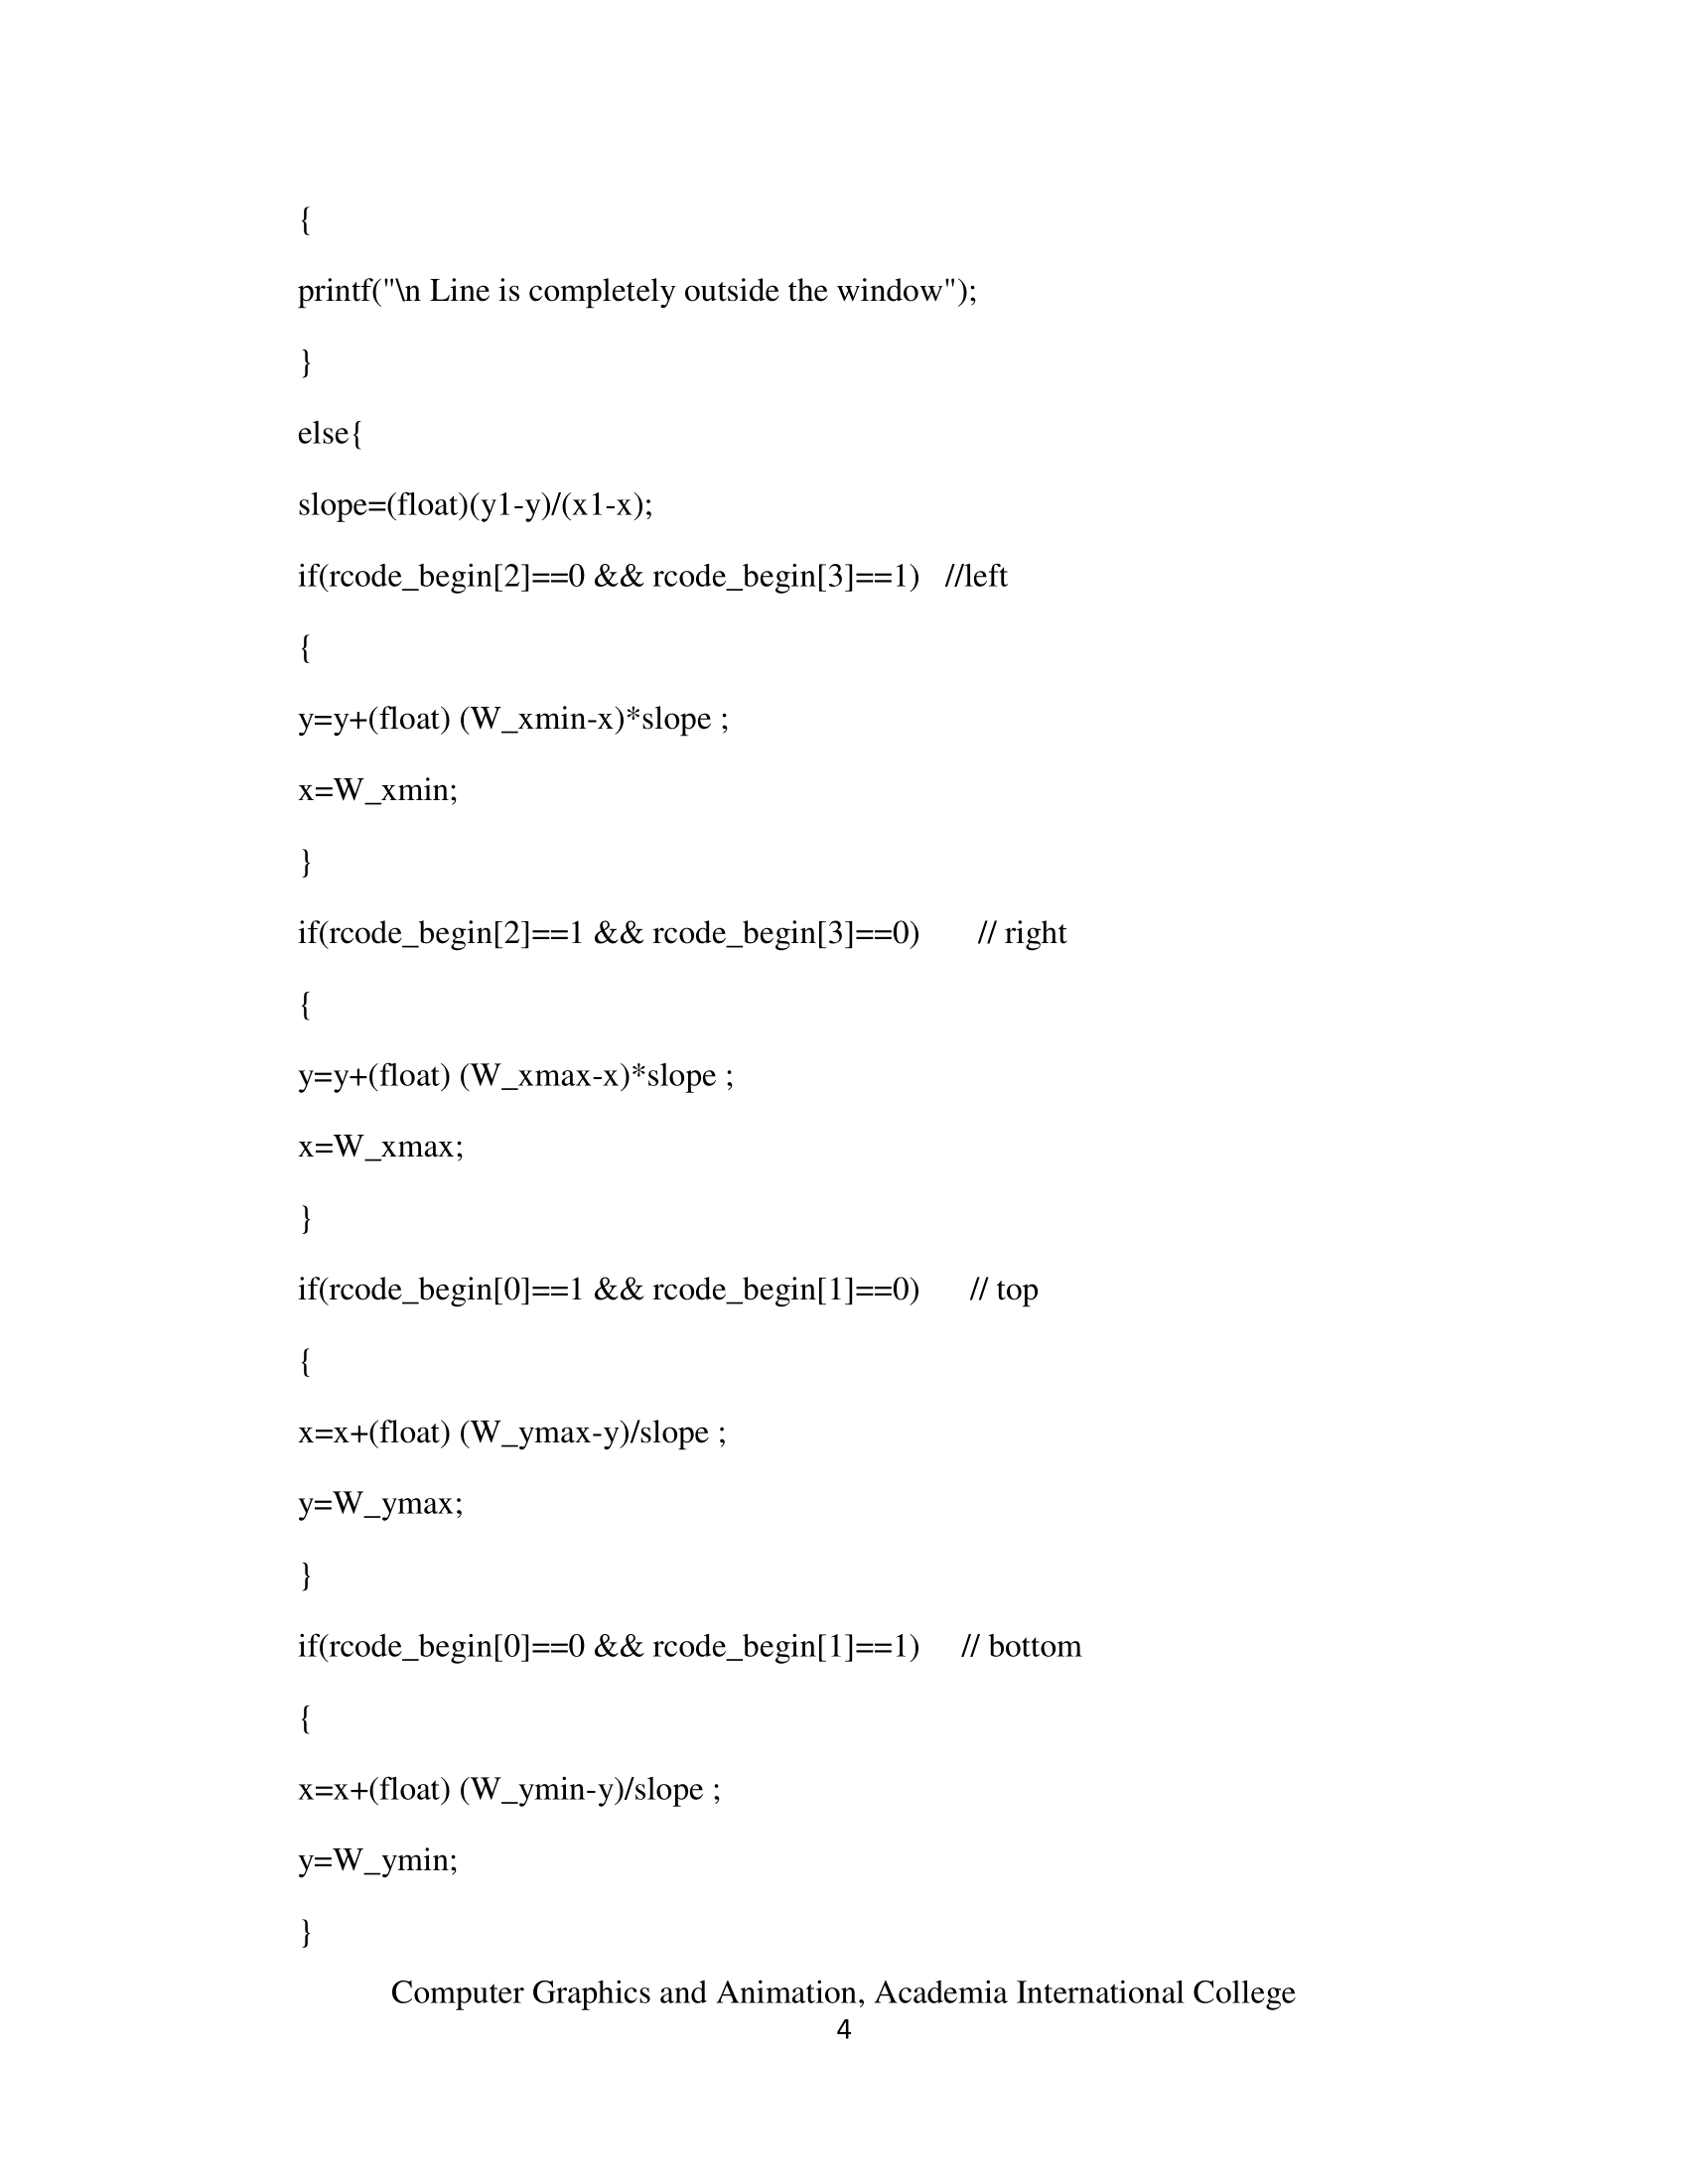 {
printf("\n Line is completely outside the window");
}
else{
slope=(float)(y1-y)/(x1-x);
if(rcode_begin[2]==0 && rcode_begin[3]==1)   //left
{
y=y+(float) (W_xmin-x)*slope ;
x=W_xmin;
}
if(rcode_begin[2]==1 && rcode_begin[3]==0)       // right
{
y=y+(float) (W_xmax-x)*slope ;
x=W_xmax;
}
if(rcode_begin[0]==1 && rcode_begin[1]==0)      // top
{
x=x+(float) (W_ymax-y)/slope ;
y=W_ymax;
}
if(rcode_begin[0]==0 && rcode_begin[1]==1)     // bottom
{
x=x+(float) (W_ymin-y)/slope ;
y=W_ymin;
}
Computer Graphics and Animation, Academia International College
4